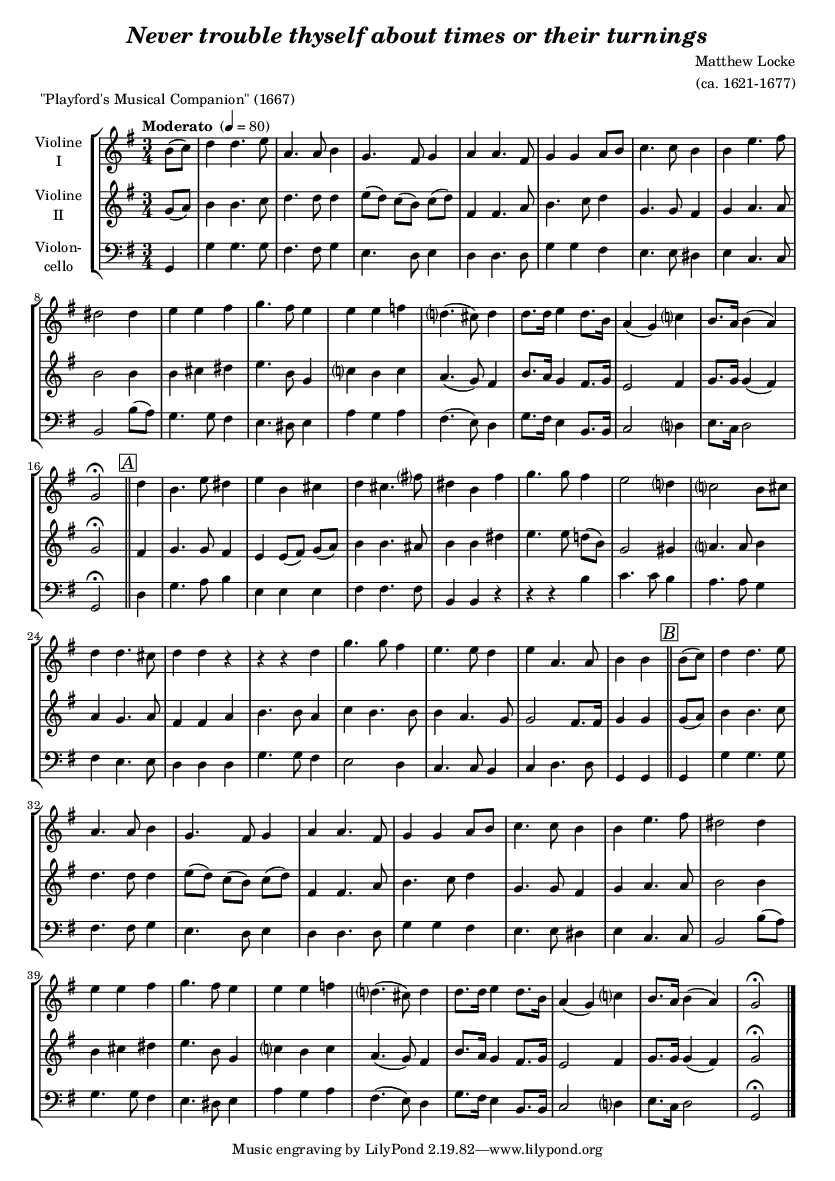 Never trouble thyself about times or their turnings
Matthew Locke
(ca. 1621-1677)
"Playford's Musical Companion" (1667)
Moderato (♩ = 80)
Violine
I
Violine
II
Violon-
cello
3
4
8
16
A
24
B
32
39
Music engraving by LilyPond 2.19.82—www.lilypond.org